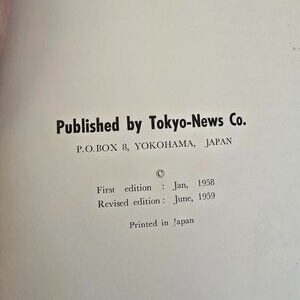 Published by Tokyo-News Co.
P.O.BOX 8, YOKOHAMA, JAPAN
©
First edition : Jan, 1958
Revised edition : June, 1959
Printed in Japan